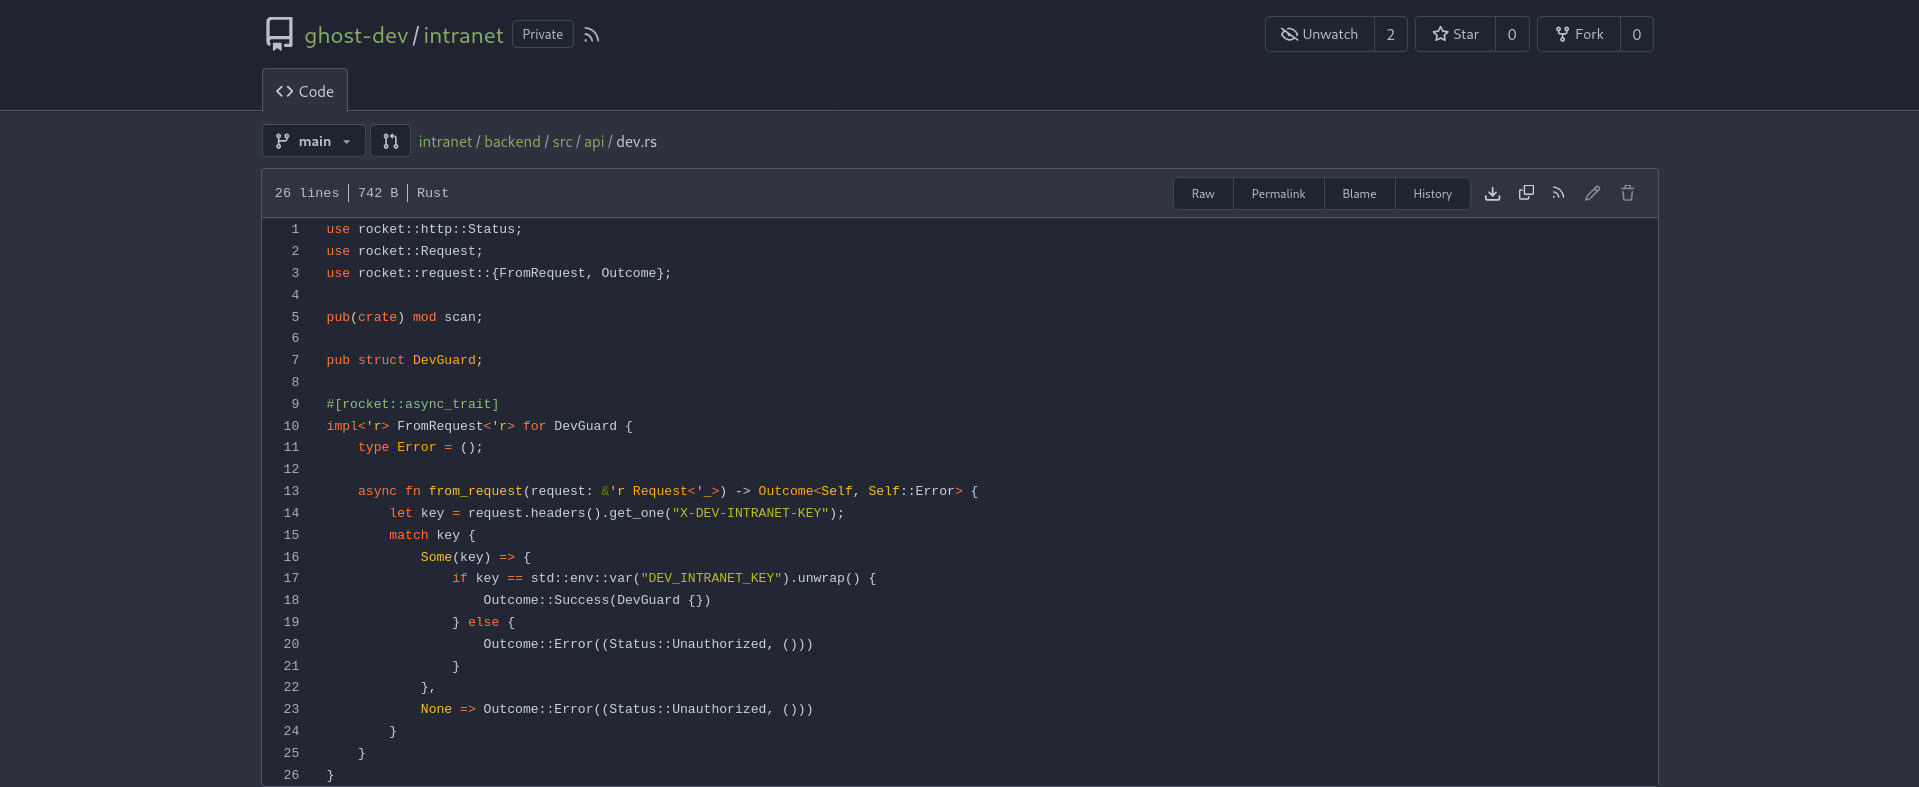 ghost-dev/intranet Private Unwatch 2 Star 0 Fork 0
Code
main intranet/backend/src/api/dev.rs
26 lines 742 B Rust Raw Permalink Blame History
1 use rocket::http::Status;
2 use rocket::Request;
3 use rocket::request::{FromRequest, Outcome};
4
5 pub(crate) mod scan;
6
7 pub struct DevGuard;
8
9 #[rocket::async_trait]
10 impl<'r> FromRequest<'r> for DevGuard {
11     type Error = ();
12
13     async fn from_request(request: &'r Request<'_>) -> Outcome<Self, Self::Error> {
14         let key = request.headers().get_one("X-DEV-INTRANET-KEY");
15         match key {
16             Some(key) => {
17                 if key == std::env::var("DEV_INTRANET_KEY").unwrap() {
18                     Outcome::Success(DevGuard {})
19                 } else {
20                     Outcome::Error((Status::Unauthorized, ()))
21                 }
22             },
23             None => Outcome::Error((Status::Unauthorized, ()))
24         }
25     }
26 }